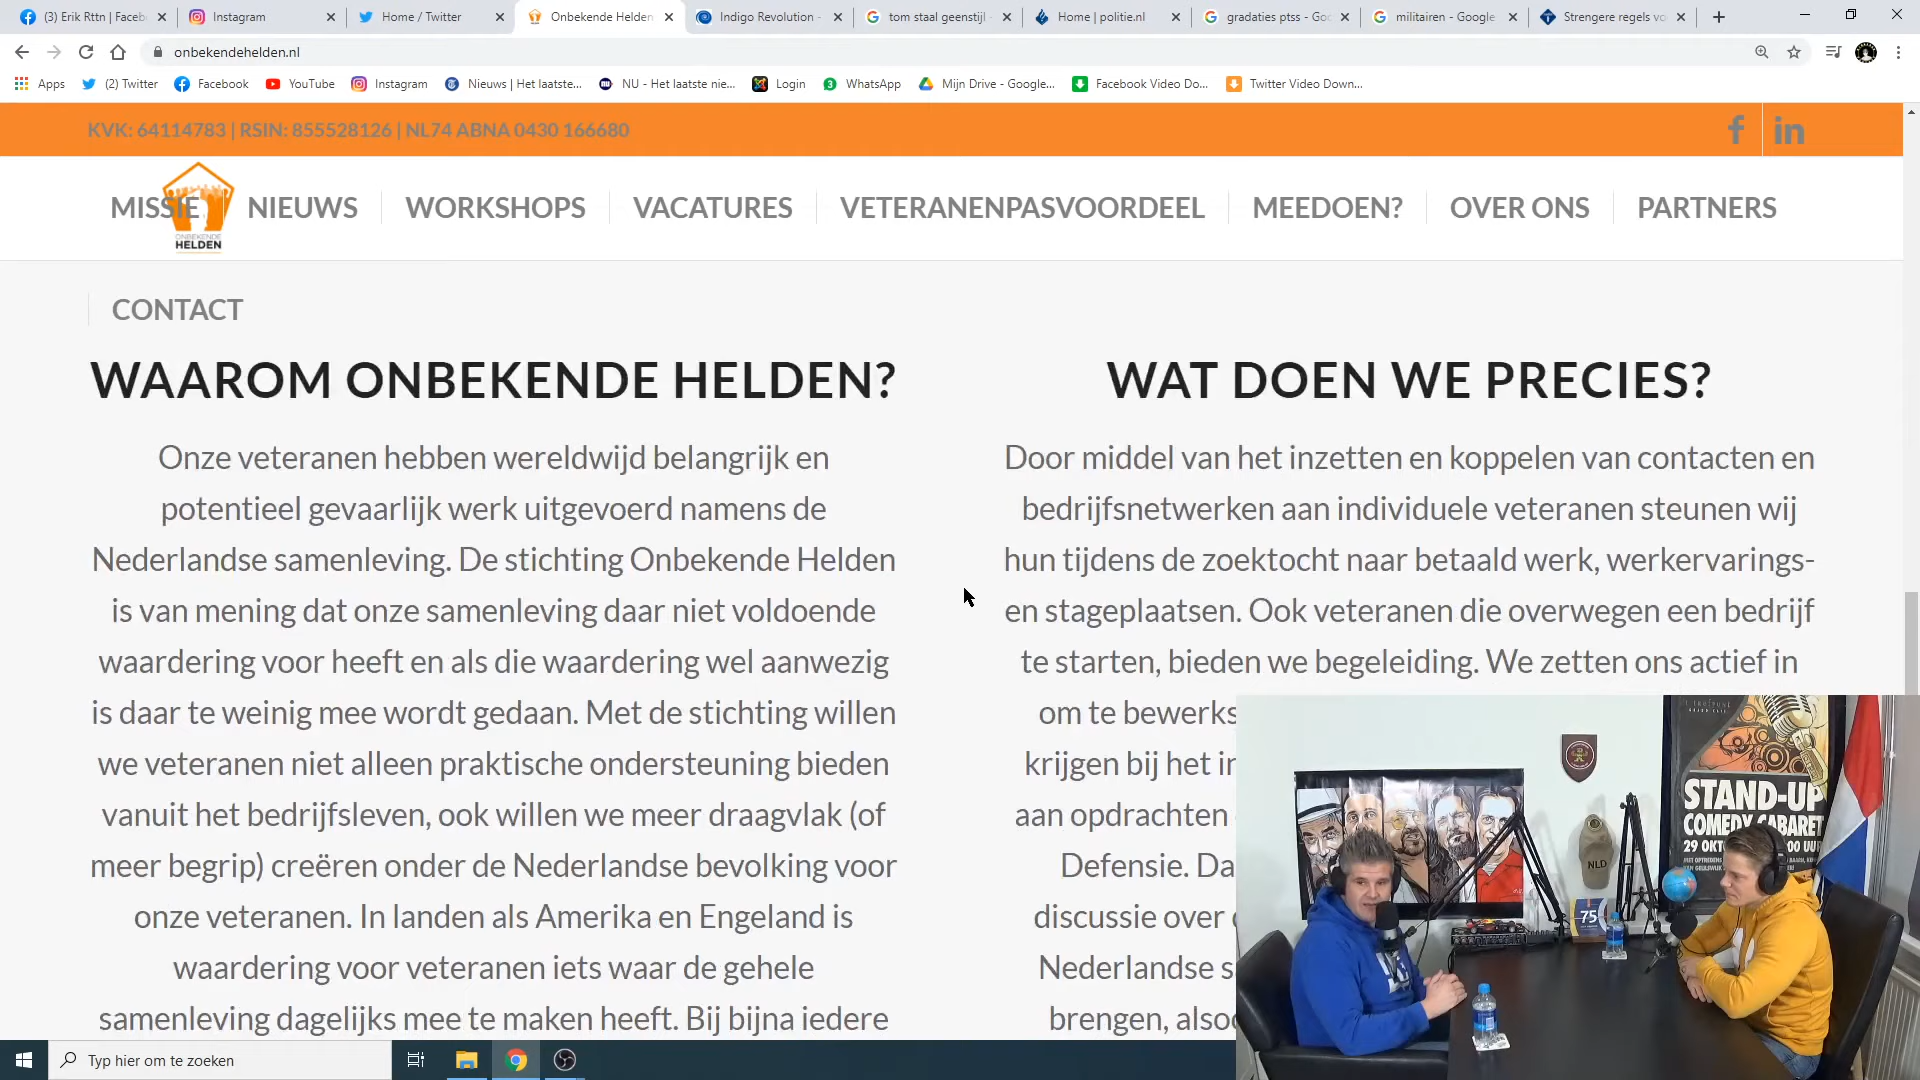 (3) Erik Rttn | Faceb
Instagram
Home / Twitter
Onbekende Helden
Indigo Revolution -
tom staal geenstijl -
Home | politie.nl
gradaties ptss - Goo
militairen - Google
Strengere regels vo
onbekendehelden.nl
Apps
(2) Twitter
Facebook
YouTube
Instagram
Nieuws | Het laatste...
NU - Het laatste nie...
Login
WhatsApp
Mijn Drive - Google...
Facebook Video Do...
Twitter Video Down...
KVK: 64114783 | RSIN: 855528126 | NL74 ABNA 0430 166680
MISSIE
NIEUWS
WORKSHOPS
VACATURES
VETERANENPASVOORDEEL
MEEDOEN?
OVER ONS
PARTNERS
ONBEKENDE
HELDEN
CONTACT
WAAROM ONBEKENDE HELDEN?
Onze veteranen hebben wereldwijd belangrijk en
potentieel gevaarlijk werk uitgevoerd namens de
Nederlandse samenleving. De stichting Onbekende Helden
is van mening dat onze samenleving daar niet voldoende
waardering voor heeft en als die waardering wel aanwezig
is daar te weinig mee wordt gedaan. Met de stichting willen
we veteranen niet alleen praktische ondersteuning bieden
vanuit het bedrijfsleven, ook willen we meer draagvlak (of
meer begrip) creëren onder de Nederlandse bevolking voor
onze veteranen. In landen als Amerika en Engeland is
waardering voor veteranen iets waar de gehele
samenleving dagelijks mee te maken heeft. Bij bijna iedere
WAT DOEN WE PRECIES?
Door middel van het inzetten en koppelen van contacten en
bedrijfsnetwerken aan individuele veteranen steunen wij
hun tijdens de zoektocht naar betaald werk, werkervarings-
en stageplaatsen. Ook veteranen die overwegen een bedrijf
te starten, bieden we begeleiding. We zetten ons actief in
om te bewerks
krijgen bij het in
aan opdrachten
Defensie. Da
discussie over
Nederlandse s
brengen, alsoo
STAND-UP
COMEDY CABARET
29 OKT
00 UUR
NLD
75
Typ hier om te zoeken